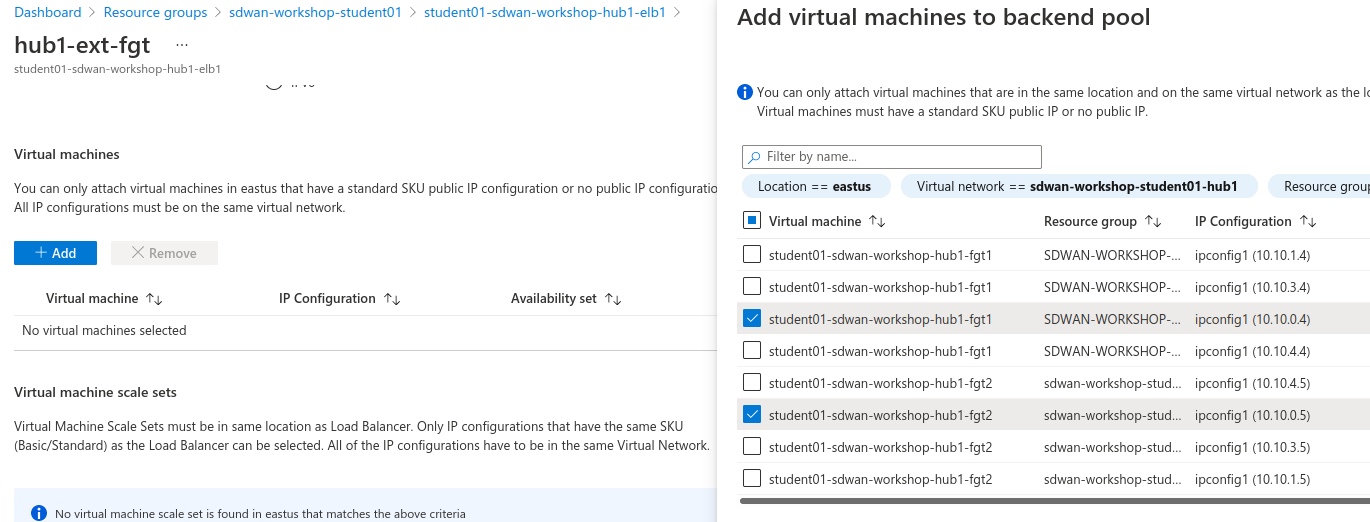 Dashboard > Resource groups > sdwan-workshop-student01 > student01-sdwan-workshop-hub1-elb1 >
hub1-ext-fgt ...
student01-sdwan-workshop-hub1-elb1
Virtual machines
You can only attach virtual machines in eastus that have a standard SKU public IP configuration or no public IP
All IP configurations must be on the same virtual network.
+ Add
Remove
Virtual machine ↑↓ IP Configuration ↑↓ Availability set ↑↓
No virtual machines selected
Virtual machine scale sets
Virtual Machine Scale Sets must be in same location as Load Balancer. Only IP configurations that have the same SKU
(Basic/Standard) as the Load Balancer can be selected. All of the IP configurations have to be in the same Virtual Network.
No virtual machine scale set is found in eastus that matches the above criteria
Add virtual machines to backend pool
You can only attach virtual machines that are in the same location and on the same virtual network as the
Virtual machines must have a standard SKU public IP or no public IP.
Filter by name...
Location == eastus Virtual network == sdwan-workshop-student01-hub1 Resource
Virtual machine ↑↓ Resource group ↑↓ IP Configuration ↑↓
student01-sdwan-workshop-hub1-fgt1 SDWAN-WORKSHOP-... ipconfig1 (10.10.1.4)
student01-sdwan-workshop-hub1-fgt1 SDWAN-WORKSHOP-... ipconfig1 (10.10.3.4)
student01-sdwan-workshop-hub1-fgt1 SDWAN-WORKSHOP-... ipconfig1 (10.10.0.4)
student01-sdwan-workshop-hub1-fgt1 SDWAN-WORKSHOP-... ipconfig1 (10.10.4.4)
student01-sdwan-workshop-hub1-fgt2 sdwan-workshop-stud... ipconfig1 (10.10.4.5)
student01-sdwan-workshop-hub1-fgt2 sdwan-workshop-stud... ipconfig1 (10.10.0.5)
student01-sdwan-workshop-hub1-fgt2 sdwan-workshop-stud... ipconfig1 (10.10.3.5)
student01-sdwan-workshop-hub1-fgt2 sdwan-workshop-stud... ipconfig1 (10.10.1.5)